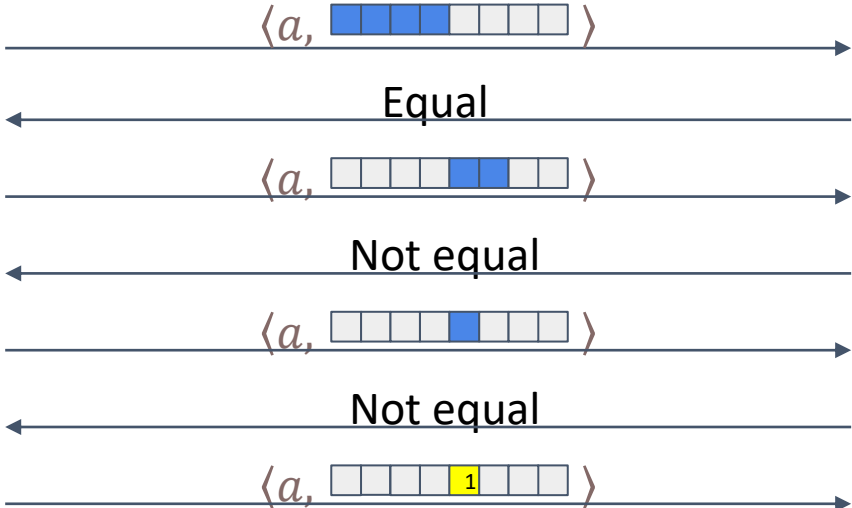 ⟨𝑎, ⟩
Equal
⟨𝑎, ⟩
Not equal
⟨𝑎, ⟩
Not equal
⟨𝑎, 1 ⟩